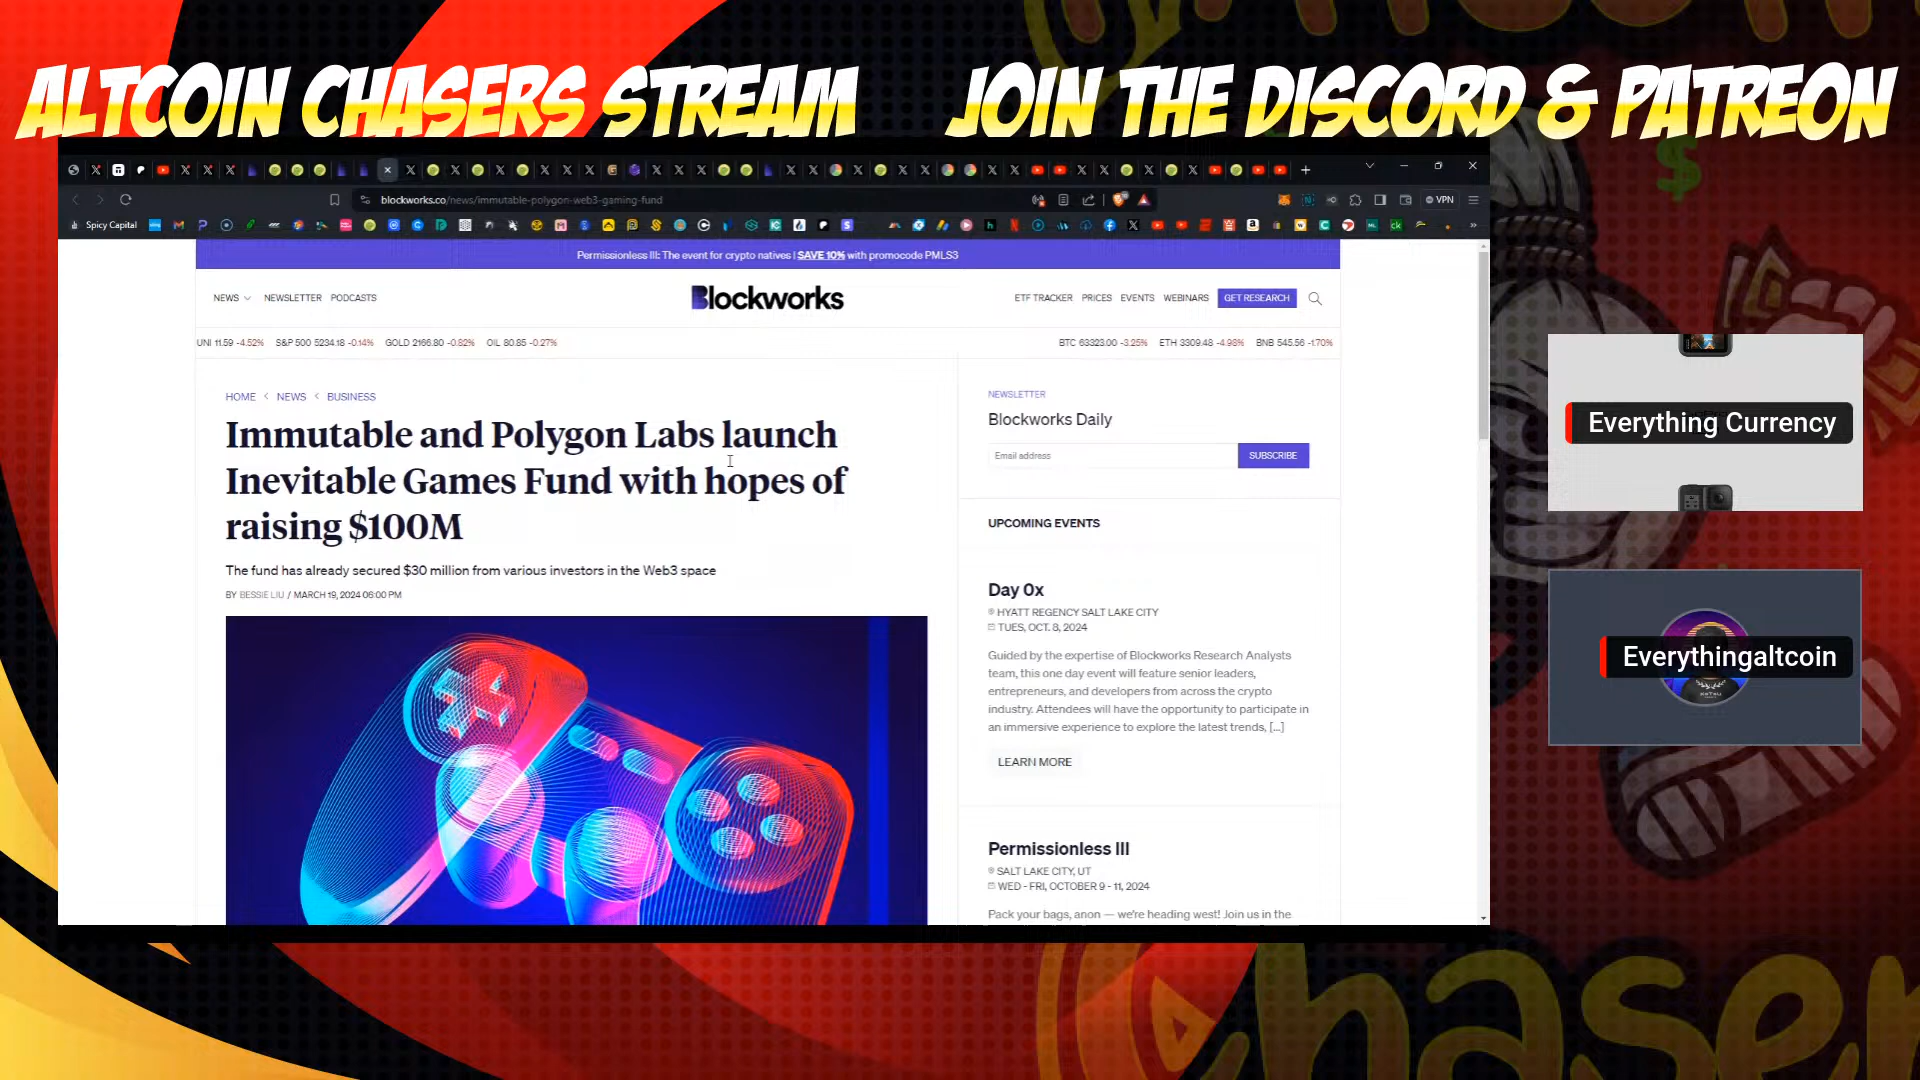 ALTCOIN CHASERS STREAM
JOIN THE DISCORD & PATREON
blockworks.co/news/immutable-polygon-web3-gaming-fund
VPN
Spicy Capital
Permissionless III: The event for crypto natives | SAVE 10% with promocode PMLS3
NEWS NEWSLETTER PODCASTS
Blockworks
ETF TRACKER PRICES EVENTS WEBINARS GET RESEARCH
UNI 11.59 -4.52% S&P 500 5234.18 -0.14% GOLD 2166.80 -0.82% OIL 80.85 -0.27%
BTC 63323.00 -3.25% ETH 3309.48 -4.98% BNB 545.56 -1.70%
HOME < NEWS < BUSINESS
Immutable and Polygon Labs launch
Inevitable Games Fund with hopes of
raising $100M
The fund has already secured $30 million from various investors in the Web3 space
BY BESSIE LIU / MARCH 19, 2024 06:00 PM
NEWSLETTER
Blockworks Daily
Email address
SUBSCRIBE
UPCOMING EVENTS
Day 0x
HYATT REGENCY SALT LAKE CITY
TUES, OCT. 8, 2024
Guided by the expertise of Blockworks Research Analysts
team, this one day event will feature senior leaders,
entrepreneurs, and developers from across the crypto
industry. Attendees will have the opportunity to participate in
an immersive experience to explore the latest trends, [...]
LEARN MORE
Permissionless III
SALT LAKE CITY, UT
WED - FRI, OCTOBER 9 - 11, 2024
Pack your bags, anon — we're heading west! Join us in the
Everything Currency
Everythingaltcoin
Chaser